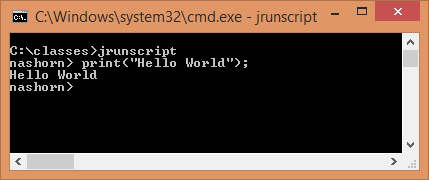 C:\Windows\system32\cmd.exe - jrunscript
C:\classes>jrunscript
nashorn> print("Hello World");
Hello World
nashorn>